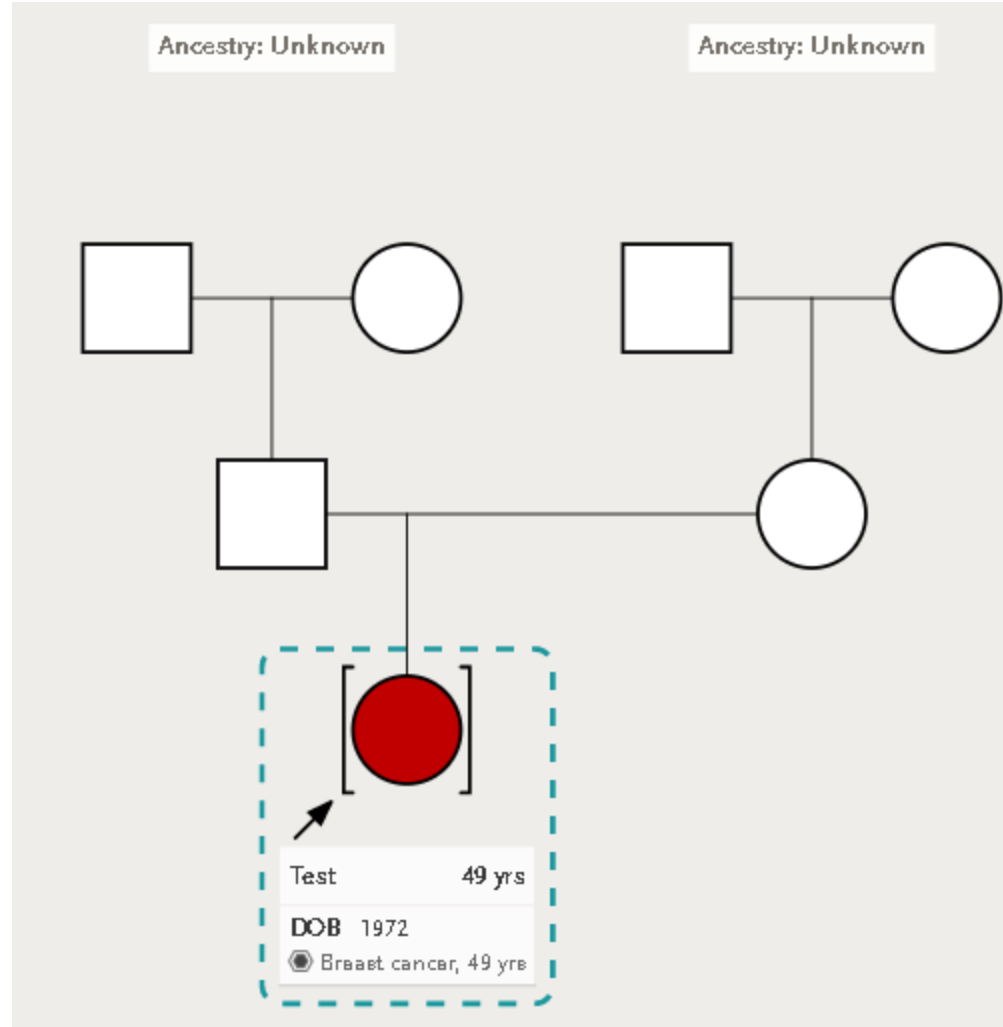 Ancestry: Unknown
Ancestry: Unknown
Test 49 yrs
DOB 1972
Breast cancer, 49 yrs